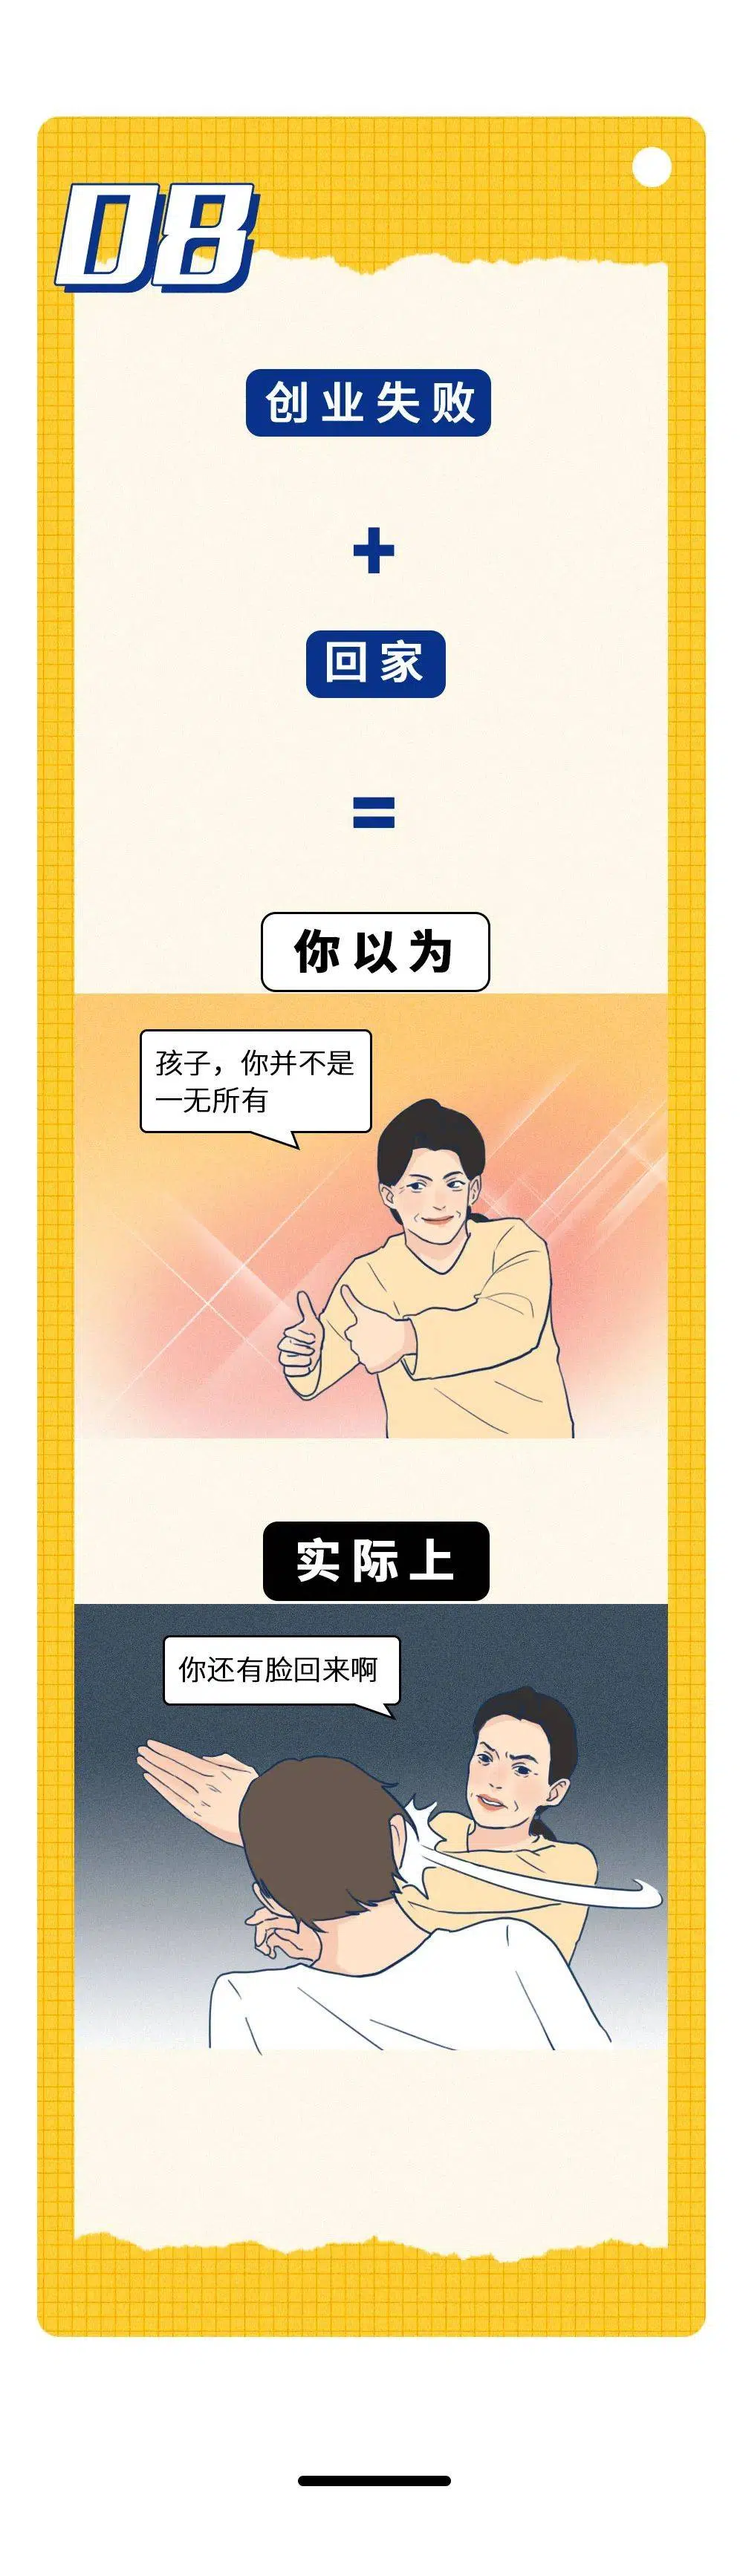 08
创业失败
+
回家
=
你以为
孩子，你并不是
一无所有
实际上
你还有脸回来啊